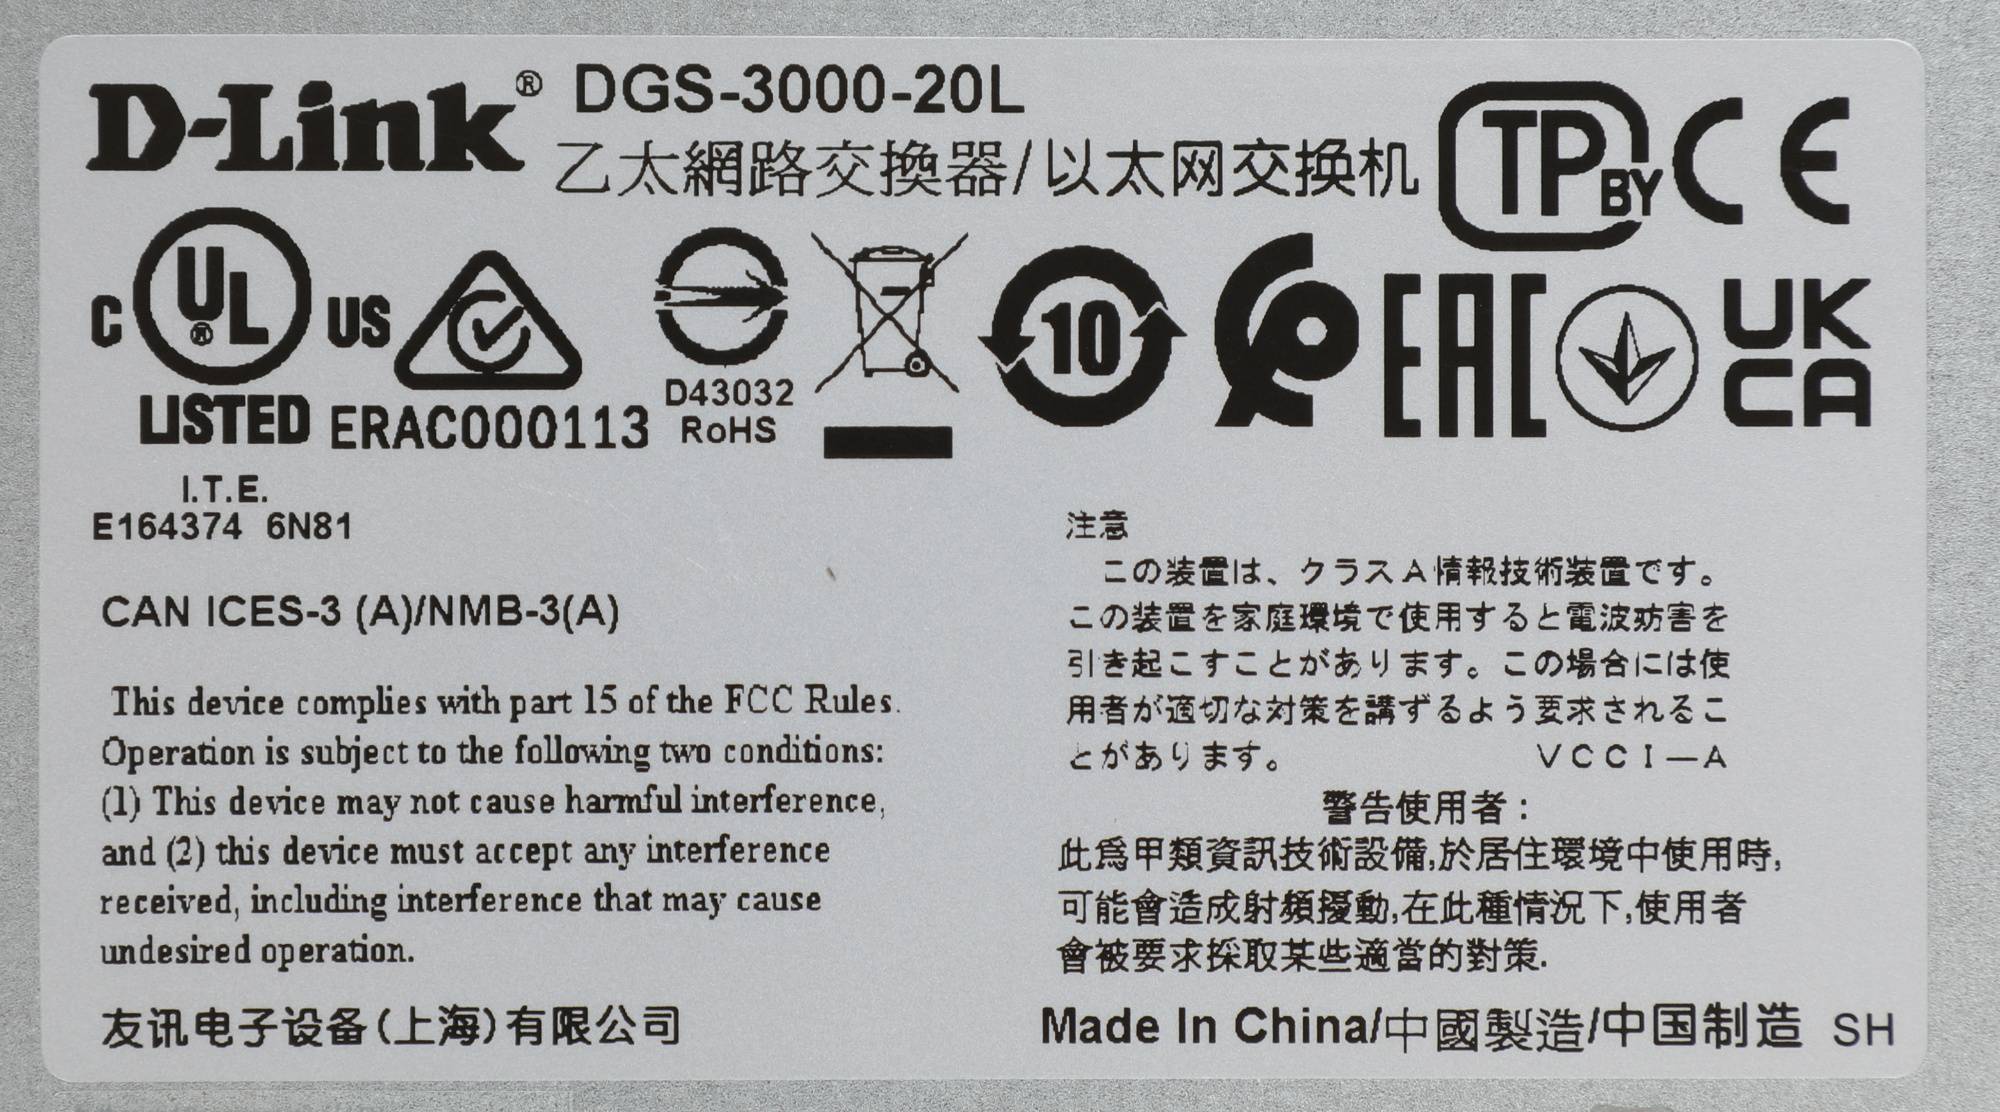 D-Link® DGS-3000-20L
乙太網路交換器/以太网交换机
TP BY CE
C UL® US
LISTED
ERAC000113
D43032
RoHS
10
EAC
UK
CA
I.T.E.
E164374 6N81
CAN ICES-3 (A)/NMB-3(A)
This device complies with part 15 of the FCC Rules.
Operation is subject to the following two conditions:
(1) This device may not cause harmful interference,
and (2) this device must accept any interference
received, including interference that may cause
undesired operation.
注意
この装置は、クラスA情報技術装置です。
この装置を家庭環境で使用すると電波妨害を
引き起こすことがあります。この場合には使
用者が適切な対策を講ずるよう要求されるこ
とがあります。 VCCI—A
警告使用者:
此爲甲類資訊技術設備,於居住環境中使用時,
可能會造成射頻擾動,在此種情況下,使用者
會被要求採取某些適當的對策.
友讯电子设备(上海)有限公司
Made In China/中國製造/中国制造 SH